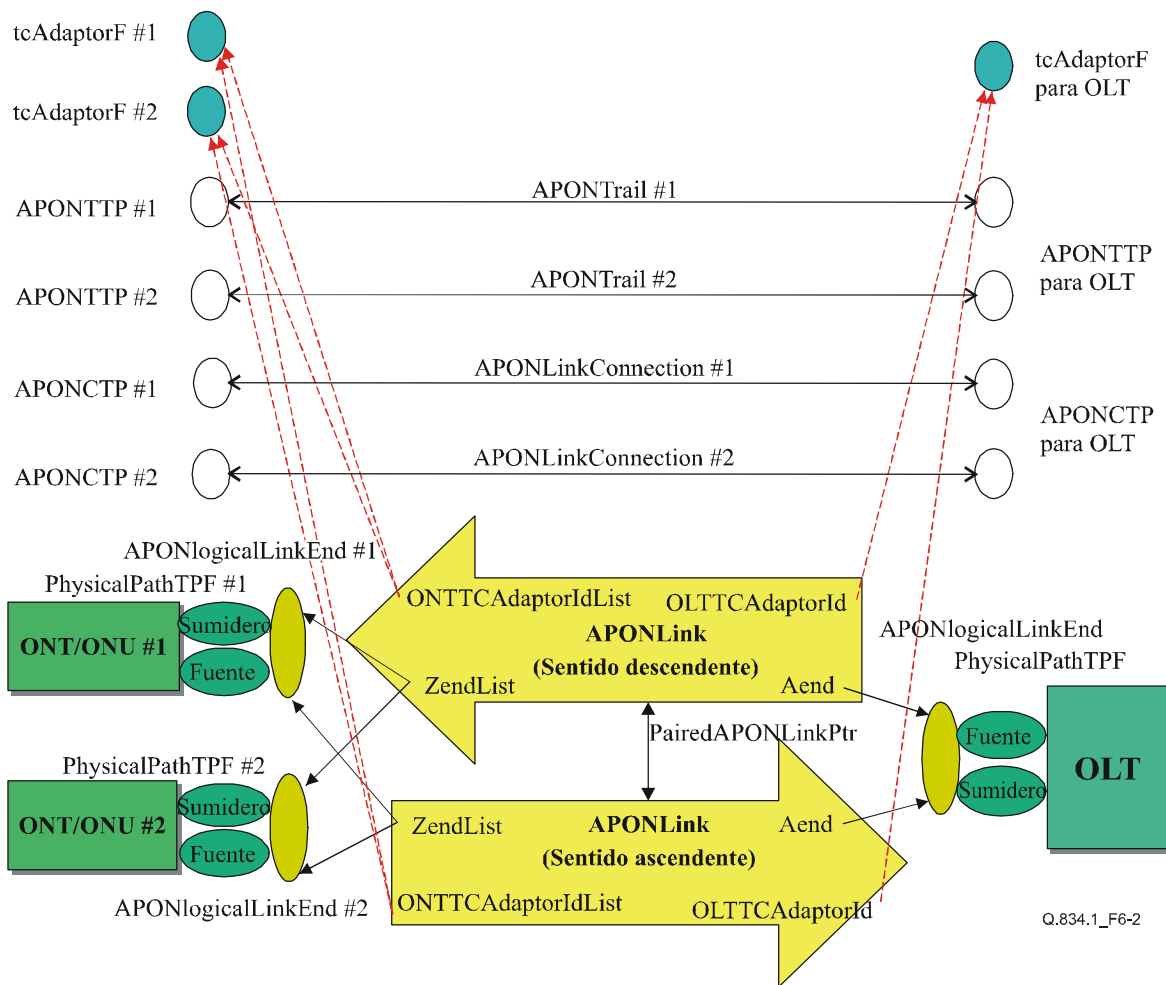 tcAdaptorF #1
tcAdaptorF
para OLT
tcAdaptorF #2
APONTrail #1
APONTTP #1
APONTTP
para OLT
APONTrail #2
APONTTP #2
APONLinkConnection #1
APONCTP #1
APONCTP
para OLT
APONLinkConnection #2
APONCTP #2
APONlogicalLinkEnd #1
PhysicalPathTPF #1
ONTTCAdaptorIdList
OLTTCAdaptorId
APONLink
(Sentido descendente)
ZendList
Aend
ONT/ONU #1
Sumidero
Fuente
APONlogicalLinkEnd
PhysicalPathTPF
PairedAPONLinkPtr
Fuente
Sumidero
OLT
PhysicalPathTPF #2
ONT/ONU #2
Sumidero
Fuente
ZendList
APONLink
(Sentido ascendente)
Aend
ONTTCAdaptorIdList
OLTTCAdaptorId
APONlogicalLinkEnd #2
Q.834.1_F6-2